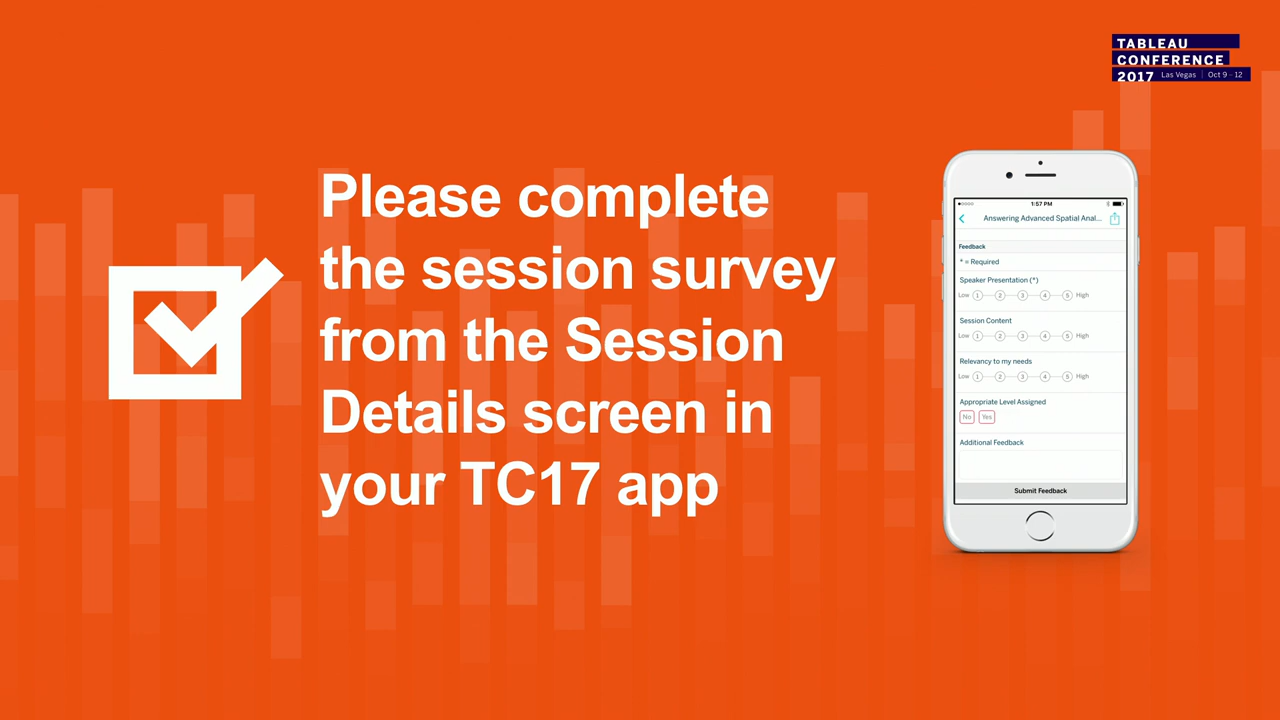 TABLEAU
CONFERENCE
2017 Las Vegas | Oct 9 - 12
Please complete
the session survey
from the Session
Details screen in
your TC17 app
1:57 PM
Answering Advanced Spatial Anal...
Feedback
* = Required
Speaker Presentation (*)
Low 1 2 3 4 5 High
Session Content
Low 1 2 3 4 5 High
Relevancy to my needs
Low 1 2 3 4 5 High
Appropriate Level Assigned
No Yes
Additional Feedback
Submit Feedback